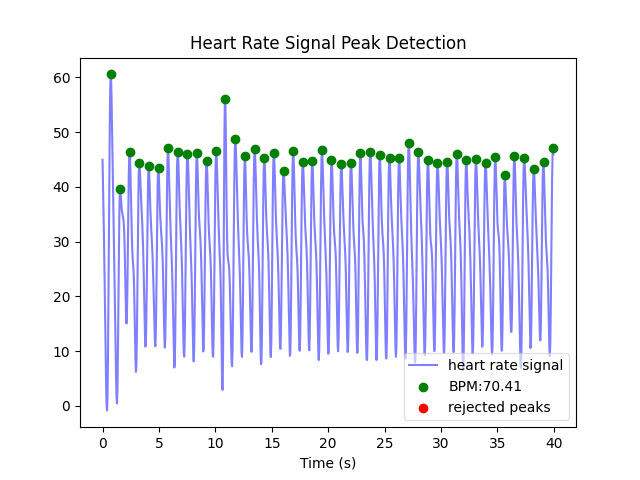 Heart Rate Signal Peak Detection
60
50
40
30
20
10
0
heart rate signal
BPM:70.41
rejected peaks
0 5 10 15 20 25 30 35 40
Time (s)